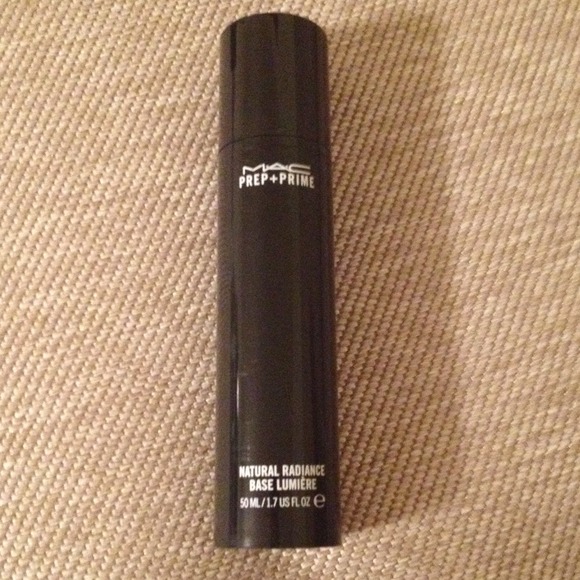 MAC
PREP+PRIME
NATURAL RADIANCE
BASE LUMIÈRE
50 ML / 1.7 US FL OZ ℮